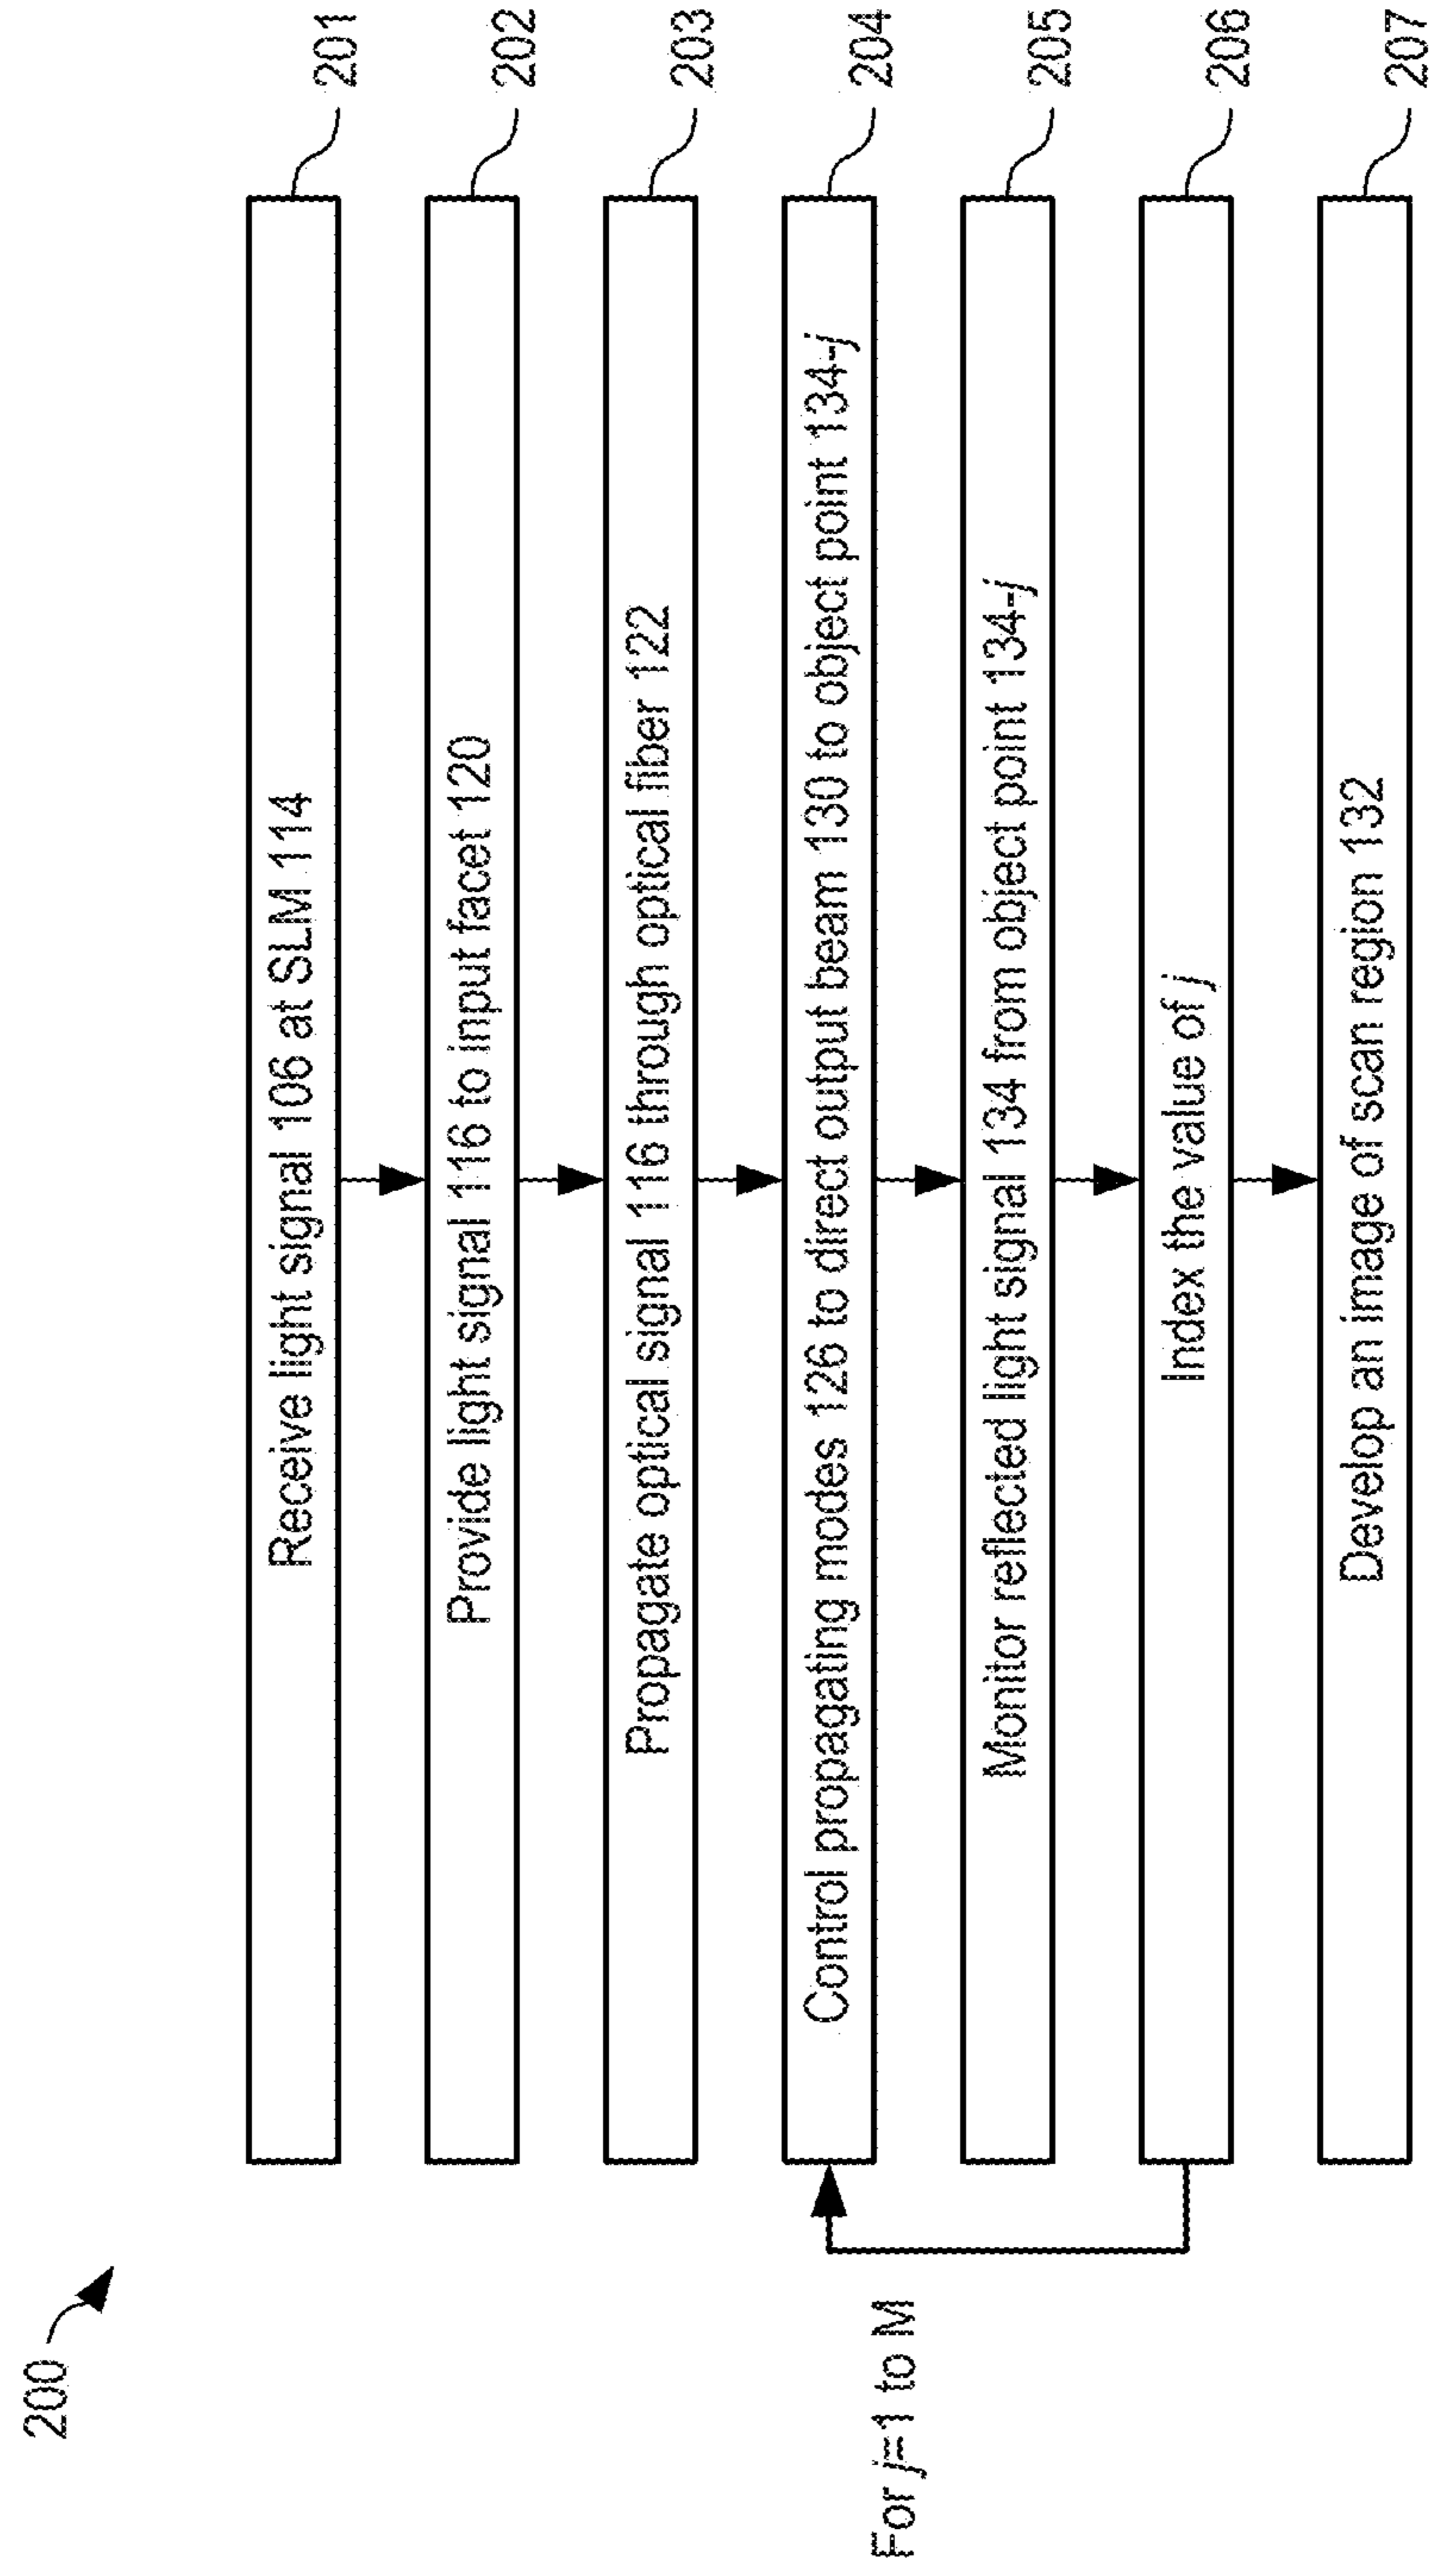 200
Receive light signal 106 at SLM 114
201
Provide light signal 116 to input facet 120
202
Propagate optical signal 116 through optical fiber 122
203
Control propagating modes 126 to direct output beam 130 to object point 134-j
204
Monitor reflected light signal 134 from object point 134-j
205
For j=1 to M
Index the value of j
206
Develop an image of scan region 132
207